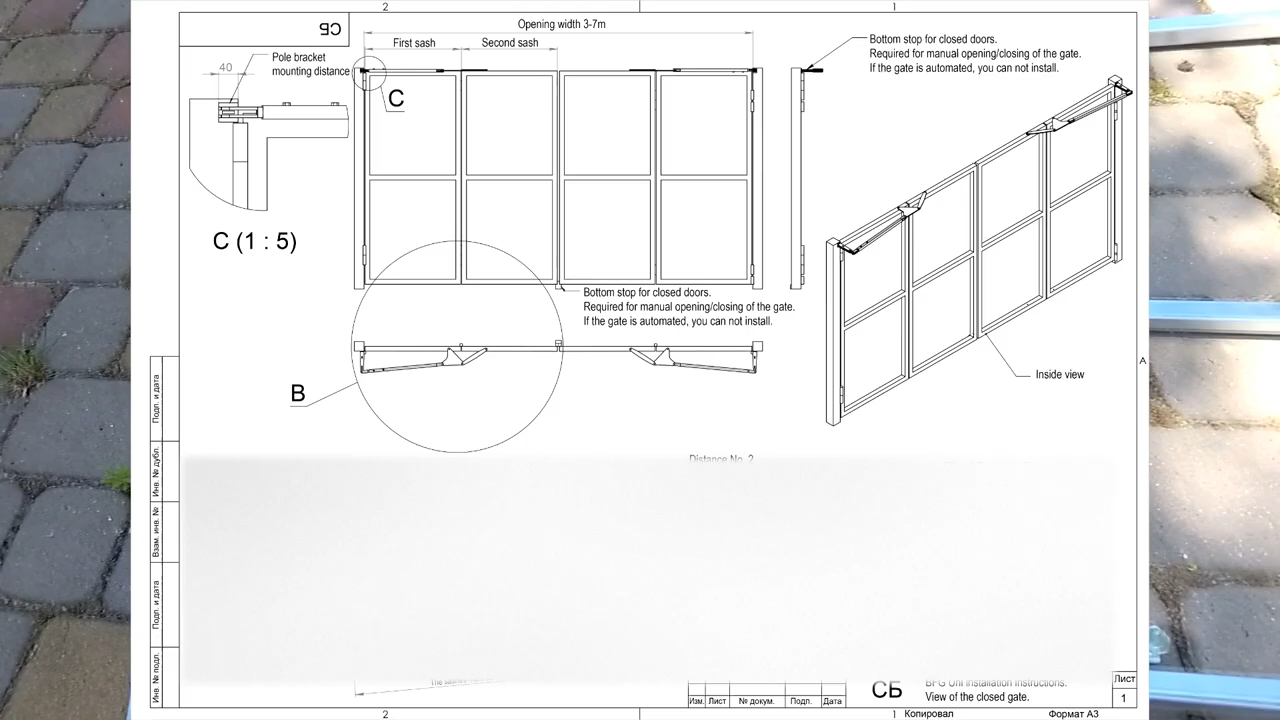 2
1
СБ
Opening width 3-7m
First sash
Second sash
Pole bracket
mounting distance
40
C
C (1 : 5)
Bottom stop for closed doors.
Required for manual opening/closing of the gate.
If the gate is automated, you can not install.
Bottom stop for closed doors.
Required for manual opening/closing of the gate.
If the gate is automated, you can not install.
Inside view
A
B
Distance No. 2
Подп. и дата
Инв. № дубл.
Взам. инв. №
Подп. и дата
Инв. № подл.
Изм.
Лист
№ докум.
Подп.
Дата
СБ
BFG Uni Installation Instructions.
View of the closed gate.
Лист
1
2
1
Копировал
Формат А3